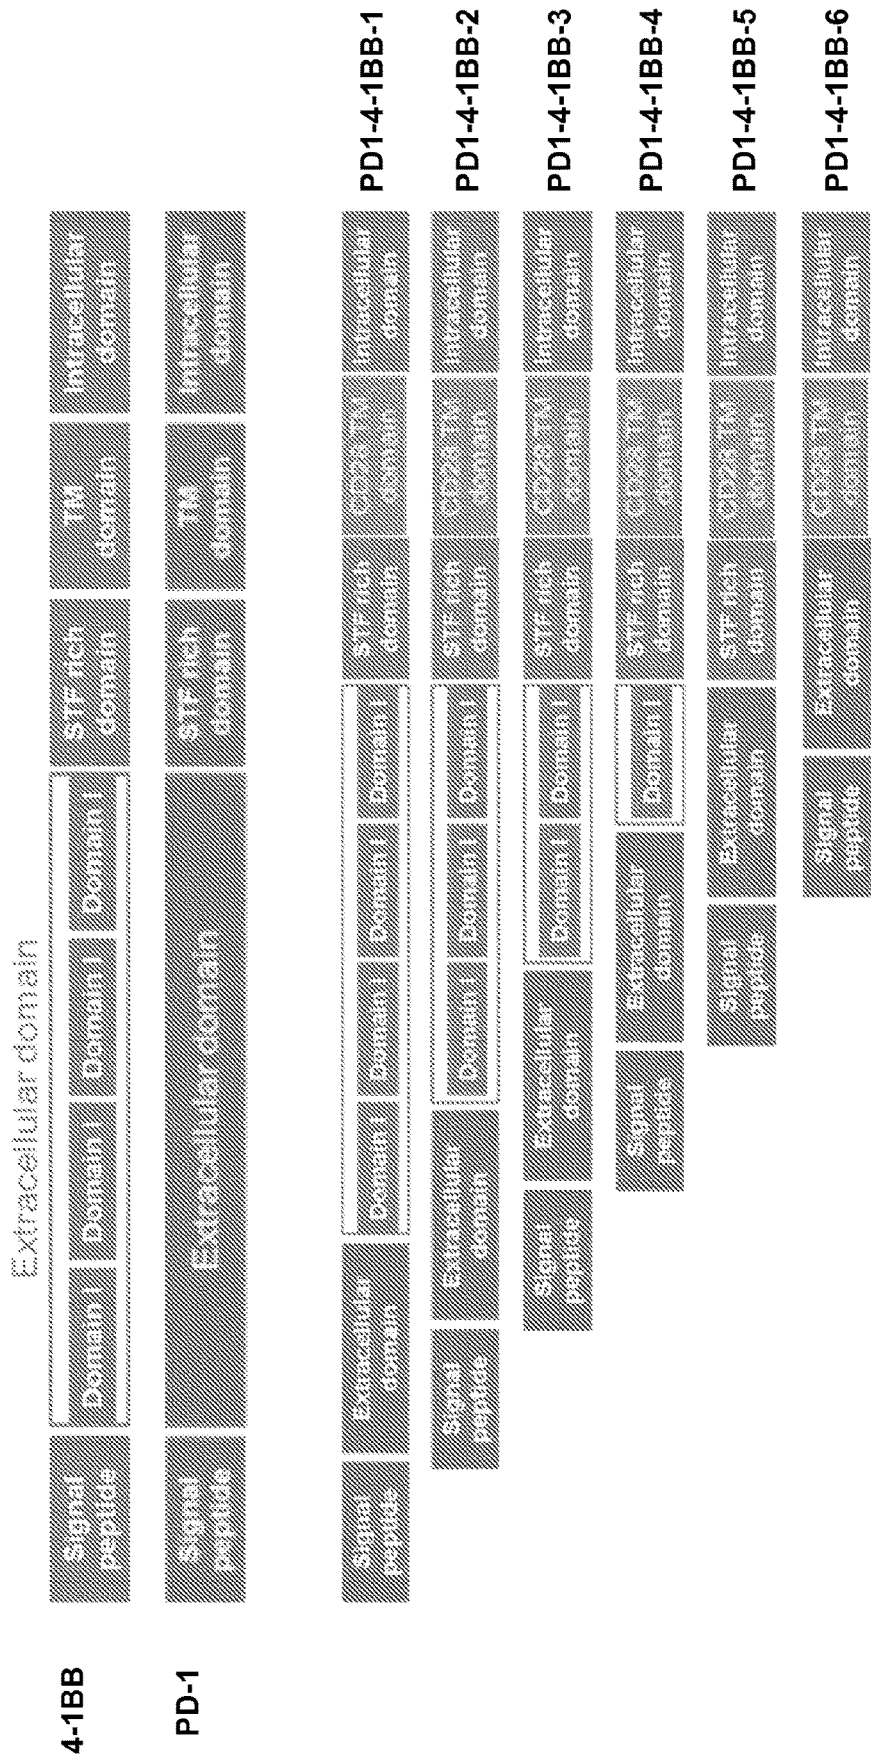 Extracellular domain
4-1BB
Signal
peptide
Domain I
Domain I
Domain I
Domain I
STF rich
domain
TM
domain
Intracellular
domain
PD-1
Signal
peptide
Extracellular domain
STF rich
domain
TM
domain
Intracellular
domain
Signal
peptide
Extracellular
domain
Domain I
Domain I
Domain I
Domain I
STF rich
domain
CD28 TM
domain
Intracellular
domain
PD1-4-1BB-1
Signal
peptide
Extracellular
domain
Domain I
Domain I
Domain I
STF rich
domain
CD28 TM
domain
Intracellular
domain
PD1-4-1BB-2
Signal
peptide
Extracellular
domain
Domain I
Domain I
STF rich
domain
CD28 TM
domain
Intracellular
domain
PD1-4-1BB-3
Signal
peptide
Extracellular
domain
Domain I
STF rich
domain
CD28 TM
domain
Intracellular
domain
PD1-4-1BB-4
Signal
peptide
Extracellular
domain
STF rich
domain
CD28 TM
domain
Intracellular
domain
PD1-4-1BB-5
Signal
peptide
Extracellular
domain
CD28 TM
domain
Intracellular
domain
PD1-4-1BB-6